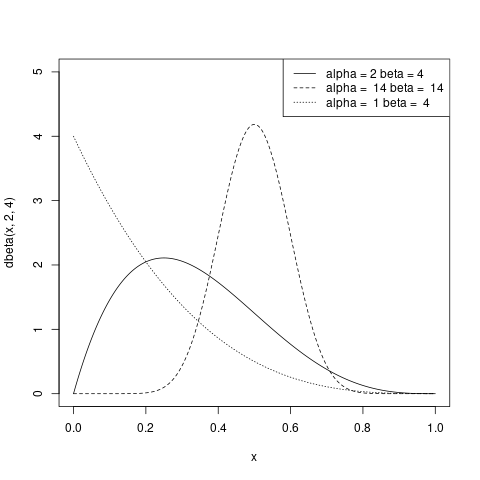 alpha = 2 beta = 4
alpha =  14 beta =  14
alpha =  1 beta =  4
5
4
3
2
1
0
dbeta(x, 2, 4)
0.0 0.2 0.4 0.6 0.8 1.0
x